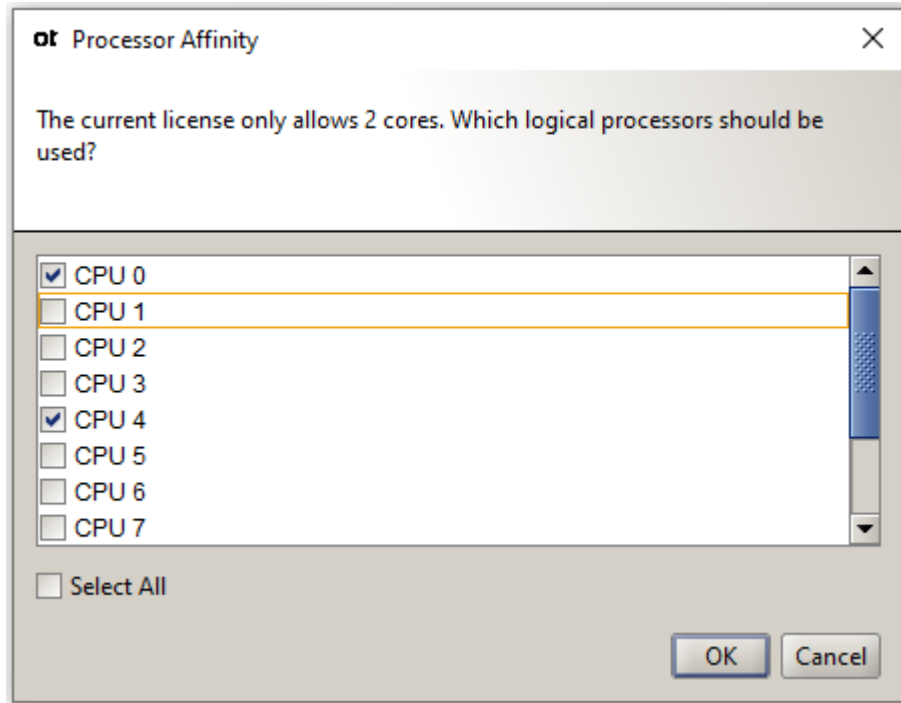 ot Processor Affinity
The current license only allows 2 cores. Which logical processors should be
used?
CPU 0
CPU 1
CPU 2
CPU 3
CPU 4
CPU 5
CPU 6
CPU 7
Select All
OK Cancel